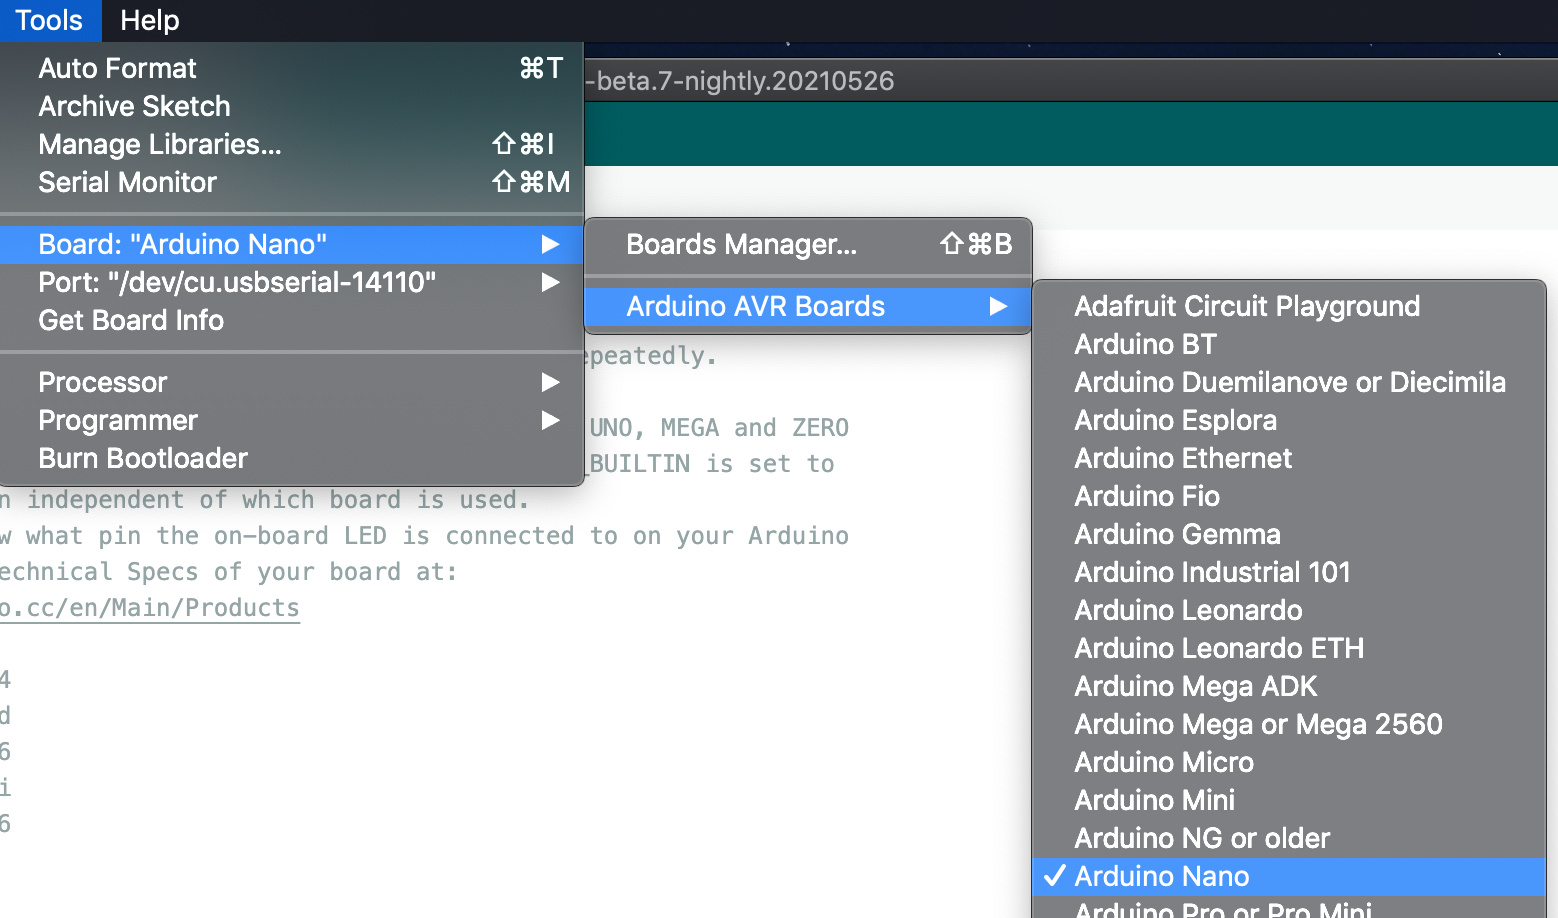 Tools Help
Auto Format ⌘T
Archive Sketch
Manage Libraries... ⇧⌘I
Serial Monitor ⇧⌘M
Board: "Arduino Nano"
Port: "/dev/cu.usbserial-14110"
Get Board Info
Processor
Programmer
Burn Bootloader
-beta.7-nightly.20210526
Boards Manager... ⇧⌘B
Arduino AVR Boards
Adafruit Circuit Playground
Arduino BT
Arduino Duemilanove or Diecimila
Arduino Esplora
Arduino Ethernet
Arduino Fio
Arduino Gemma
Arduino Industrial 101
Arduino Leonardo
Arduino Leonardo ETH
Arduino Mega ADK
Arduino Mega or Mega 2560
Arduino Micro
Arduino Mini
Arduino NG or older
✓ Arduino Nano
Arduino Pro or Pro Mini
epeatedly.
UNO, MEGA and ZERO
_BUILTIN is set to
n independent of which board is used.
w what pin the on-board LED is connected to on your Arduino
echnical Specs of your board at:
o.cc/en/Main/Products
4
d
6
i
6